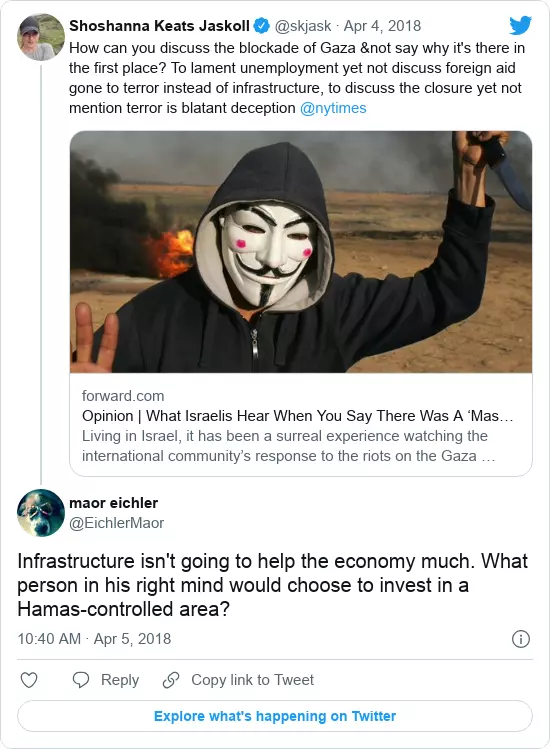 Shoshanna Keats Jaskoll @skjask · Apr 4, 2018
How can you discuss the blockade of Gaza &not say why it's there in
the first place? To lament unemployment yet not discuss foreign aid
gone to terror instead of infrastructure, to discuss the closure yet not
mention terror is blatant deception @nytimes
forward.com
Opinion | What Israelis Hear When You Say There Was A ‘Mas…
Living in Israel, it has been a surreal experience watching the
international community’s response to the riots on the Gaza …
maor eichler
@EichlerMaor
Infrastructure isn't going to help the economy much. What
person in his right mind would choose to invest in a
Hamas-controlled area?
10:40 AM · Apr 5, 2018
Reply
Copy link to Tweet
Explore what's happening on Twitter